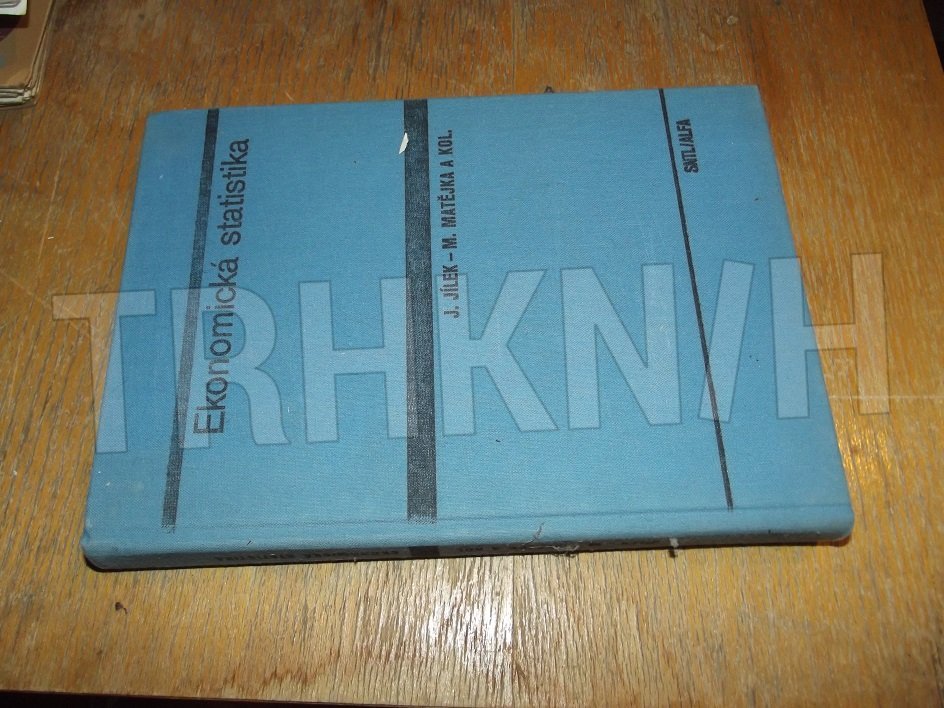 Ekonomická statistika
J. JÍLEK – M. MATĚJKA A KOL.
SNTL/ALFA
TRHKNIH